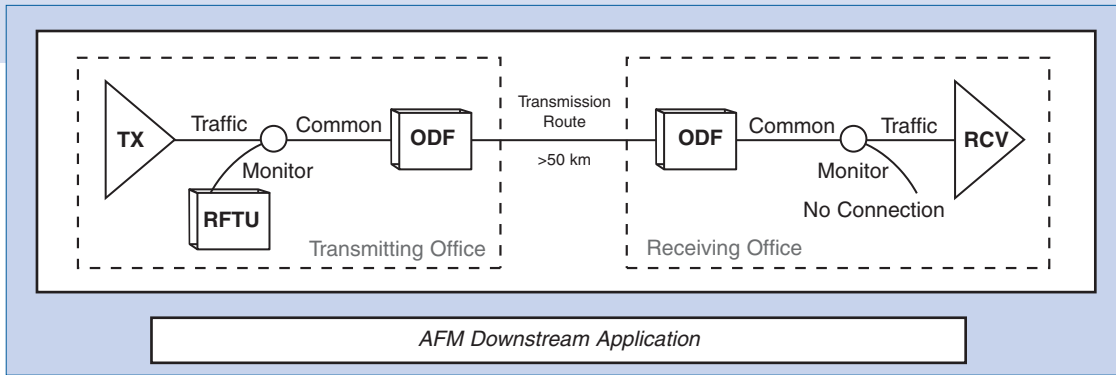 TX
Traffic
Common
Monitor
RFTU
ODF
Transmitting Office
Transmission
Route
>50 km
ODF
Common
Traffic
Monitor
No Connection
RCV
Receiving Office
AFM Downstream Application